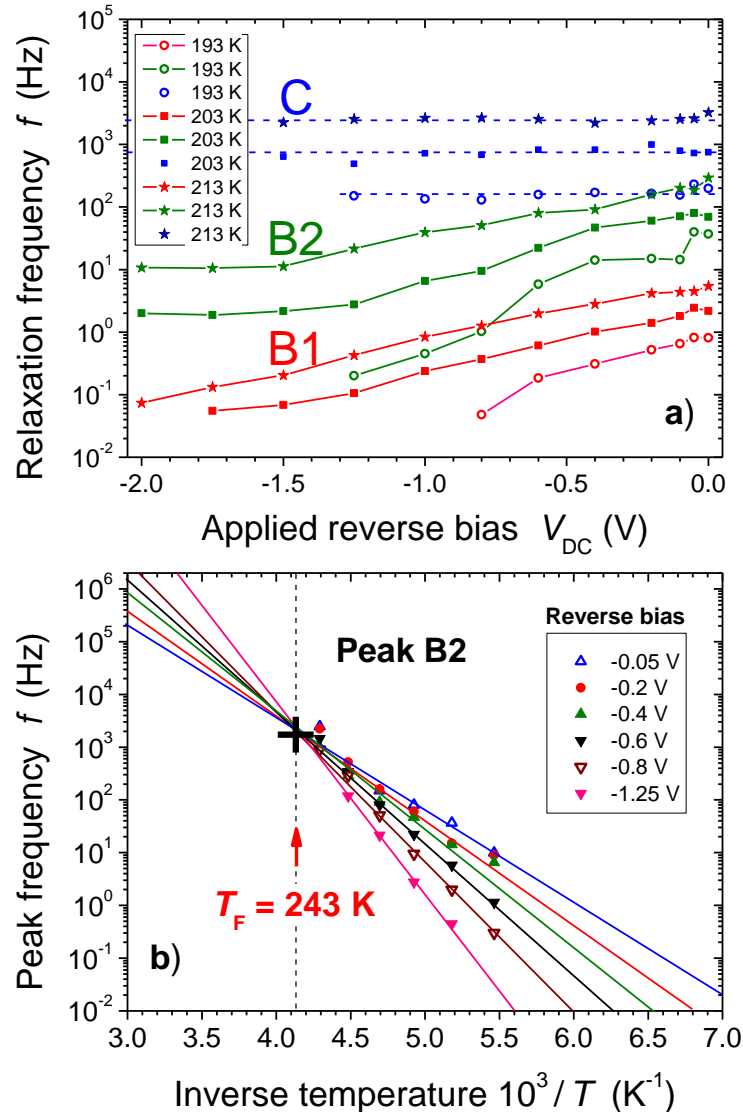 10^5
10^4
10^3
10^2
10^1
10^0
10^-1
10^-2
Relaxation frequency f (Hz)
193 K
193 K
193 K
203 K
203 K
203 K
213 K
213 K
213 K
C
B2
B1
a)
-2.0 -1.5 -1.0 -0.5 0.0
Applied reverse bias V_DC (V)
10^6
10^5
10^4
10^3
10^2
10^1
10^0
10^-1
10^-2
Peak frequency f (Hz)
Peak B2
Reverse bias
-0.05 V
-0.2 V
-0.4 V
-0.6 V
-0.8 V
-1.25 V
T_F = 243 K
b)
3.0 3.5 4.0 4.5 5.0 5.5 6.0 6.5 7.0
Inverse temperature 10^3 / T (K^-1)